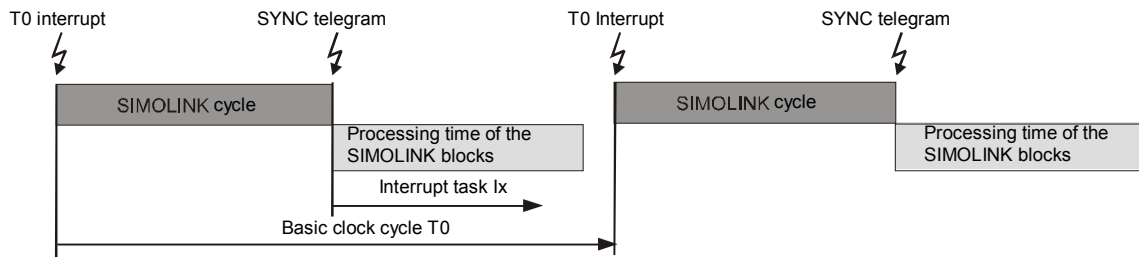 T0 interrupt
SYNC telegram
T0 Interrupt
SYNC telegram
SIMOLINK cycle
SIMOLINK cycle
Processing time of the
SIMOLINK blocks
Processing time of the
SIMOLINK blocks
Interrupt task Ix
Basic clock cycle T0